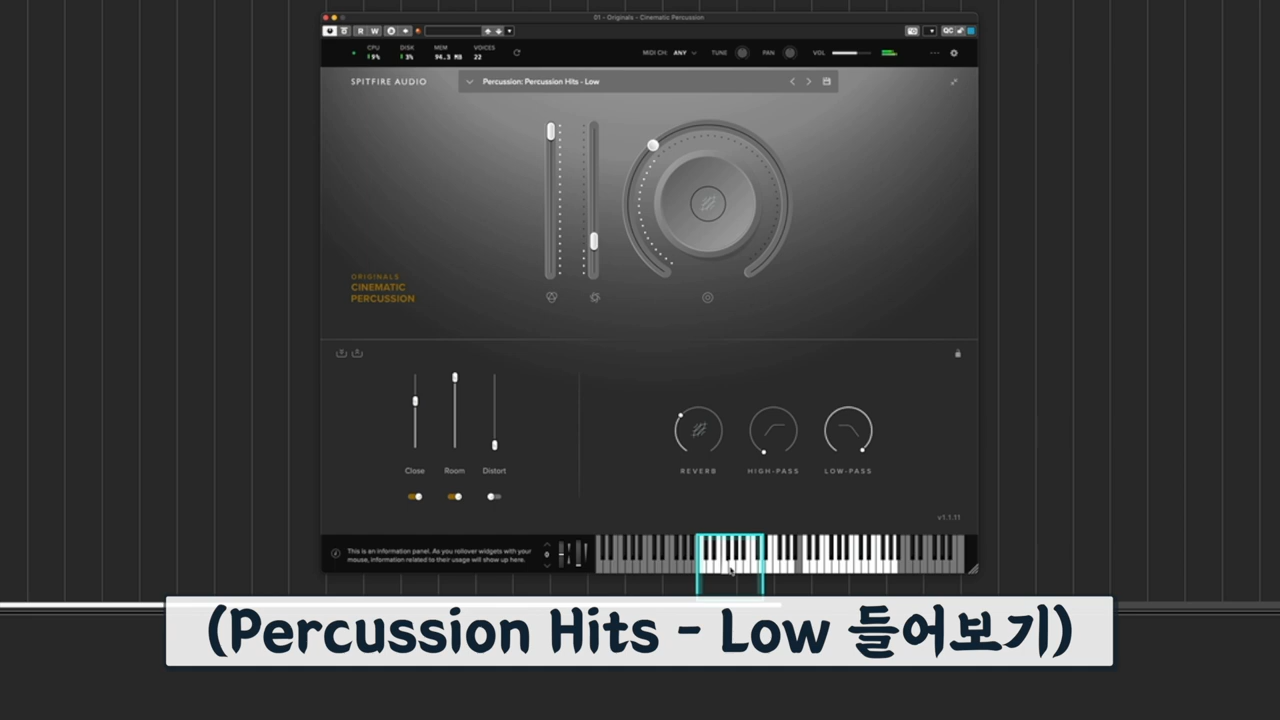 01 - Originals - Cinematic Percussion
R W
QC
CPU DISK MEM VOICES
9% 3% 94.3 MB 22
MIDI CH: ANY TUNE PAN VOL
SPITFIRE AUDIO
Percussion: Percussion Hits - Low
ORIGINALS
CINEMATIC
PERCUSSION
Close Room Distort
REVERB HIGH-PASS LOW-PASS
v1.1.11
This is an information panel. As you rollover widgets with your
mouse, information related to their usage will show up here.
0
(Percussion Hits - Low 들어보기)